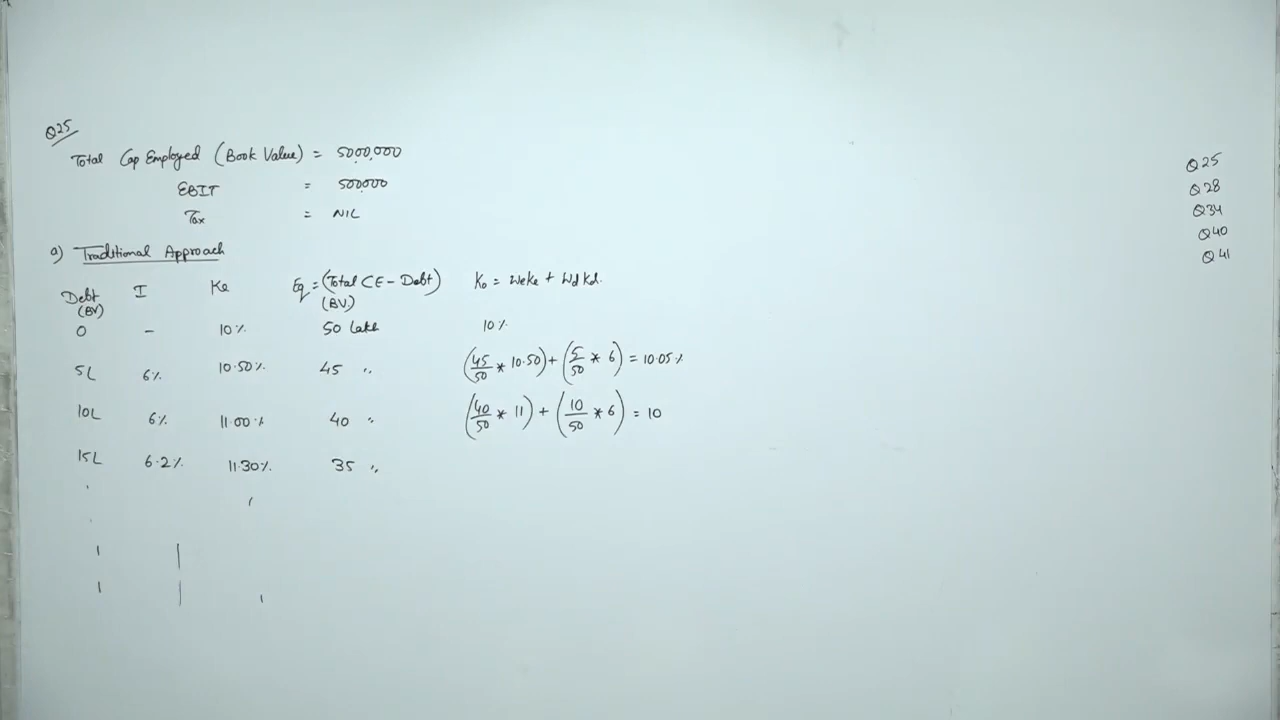 Q25
Total Cap Employed (Book Value) = 5000,000
EBIT = 500000
Tax = NIL
a) Traditional Approach
Debt (BV) I Ke Eq = (Total CE - Debt) (BV) Ko = WeKe + WdKd.
0 - 10% 50 Lakh 10%
5L 6% 10.50% 45 " (45/50 * 10.50) + (5/50 * 6) = 10.05%
10L 6% 11.00% 40 " (40/50 * 11) + (10/50 * 6) = 10
15L 6.2% 11.30% 35 "
Q25
Q28
Q34
Q40
Q41